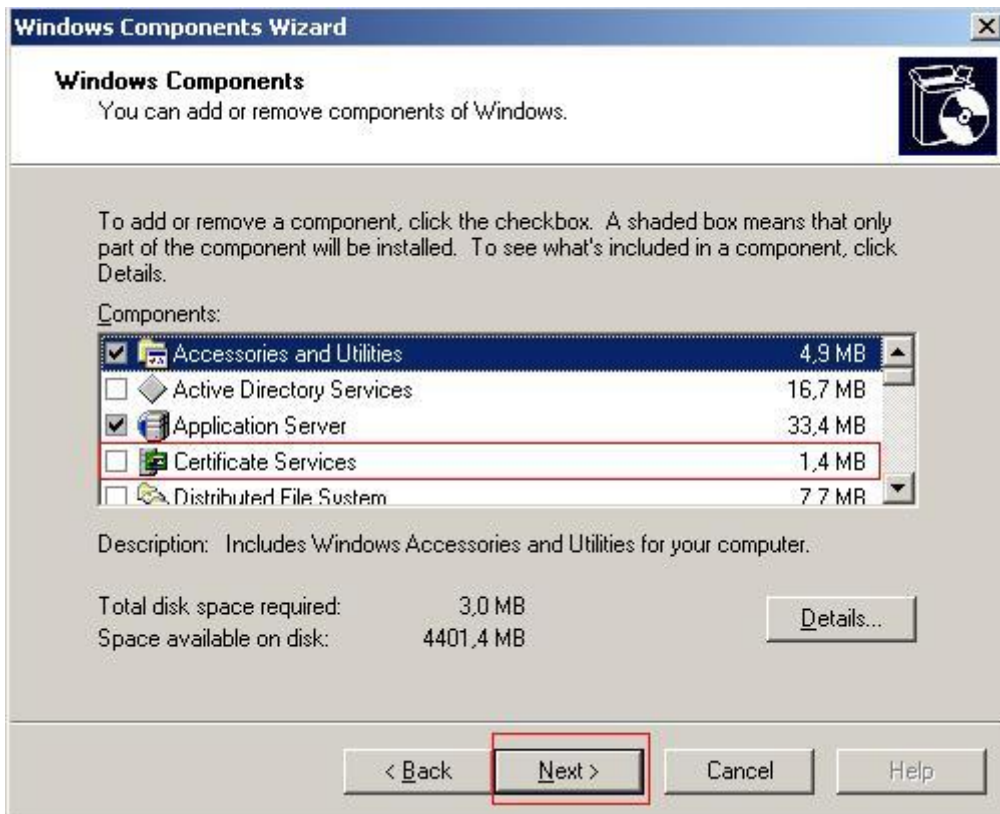 Windows Components Wizard
Windows Components
You can add or remove components of Windows.
To add or remove a component, click the checkbox. A shaded box means that only
part of the component will be installed. To see what's included in a component, click
Details.
Components:
Accessories and Utilities 4,9 MB
Active Directory Services 16,7 MB
Application Server 33,4 MB
Certificate Services 1,4 MB
Distributed File System 7,7 MB
Description: Includes Windows Accessories and Utilities for your computer.
Total disk space required: 3,0 MB
Space available on disk: 4401,4 MB
Details...
< Back Next > Cancel Help